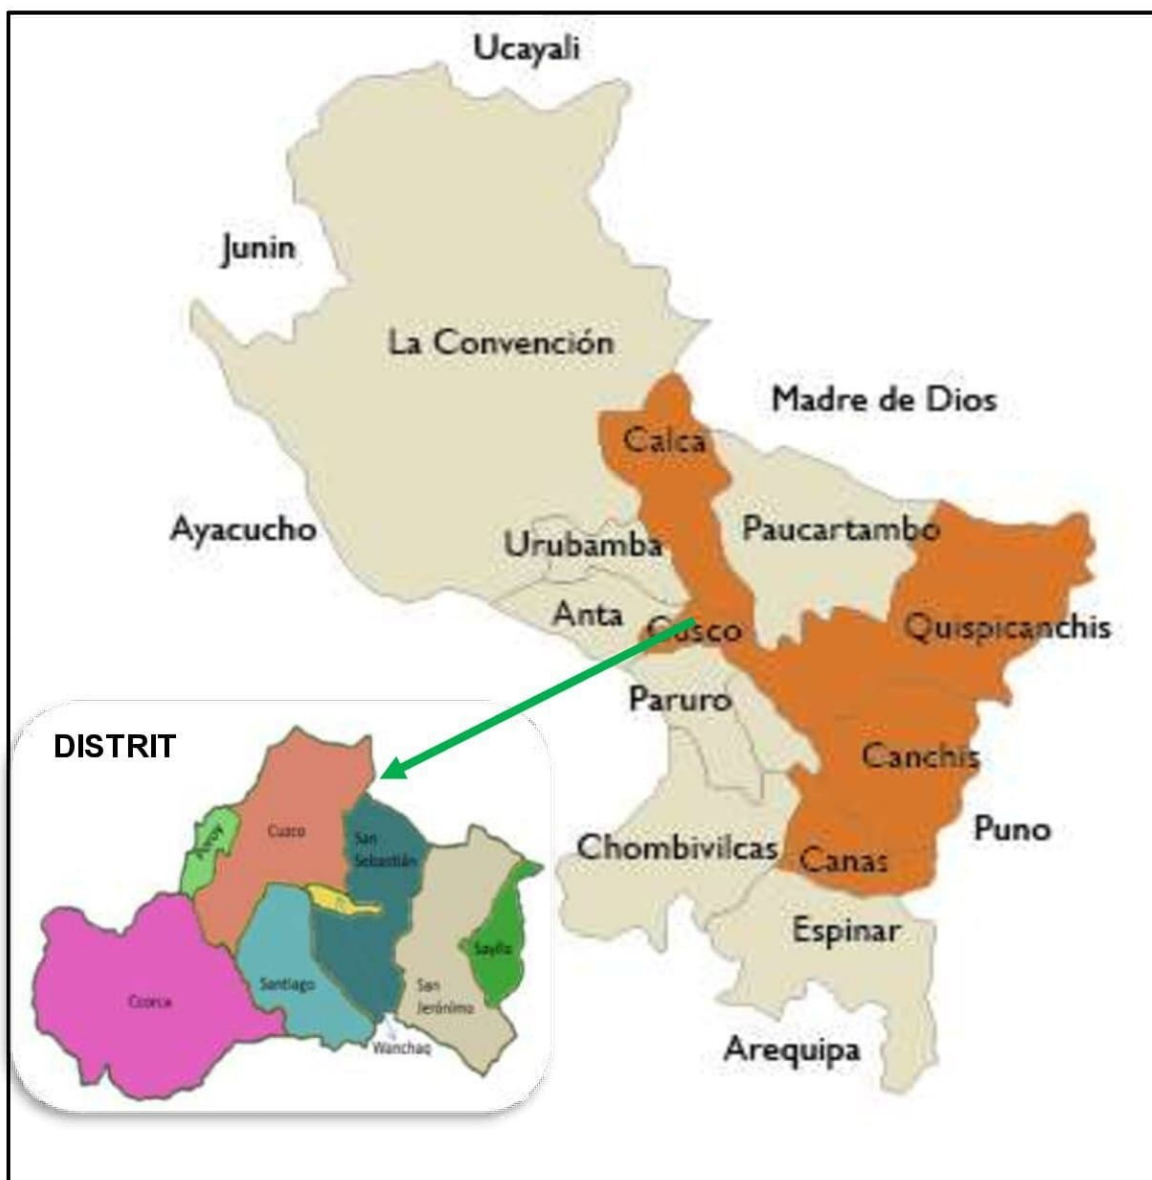 Ucayali
Junin
La Convención
Madre de Dios
Calca
Ayacucho
Paucartambo
Urubamba
Anta
Cusco
Quispicanchis
Paruro
Canchis
Puno
Chombivilcas
Canas
Espinar
Arequipa
DISTRIT
Poroy
Cusco
San
Sebastián
Saylla
Santiago
San
Jerónimo
Ccorca
Wanchaq